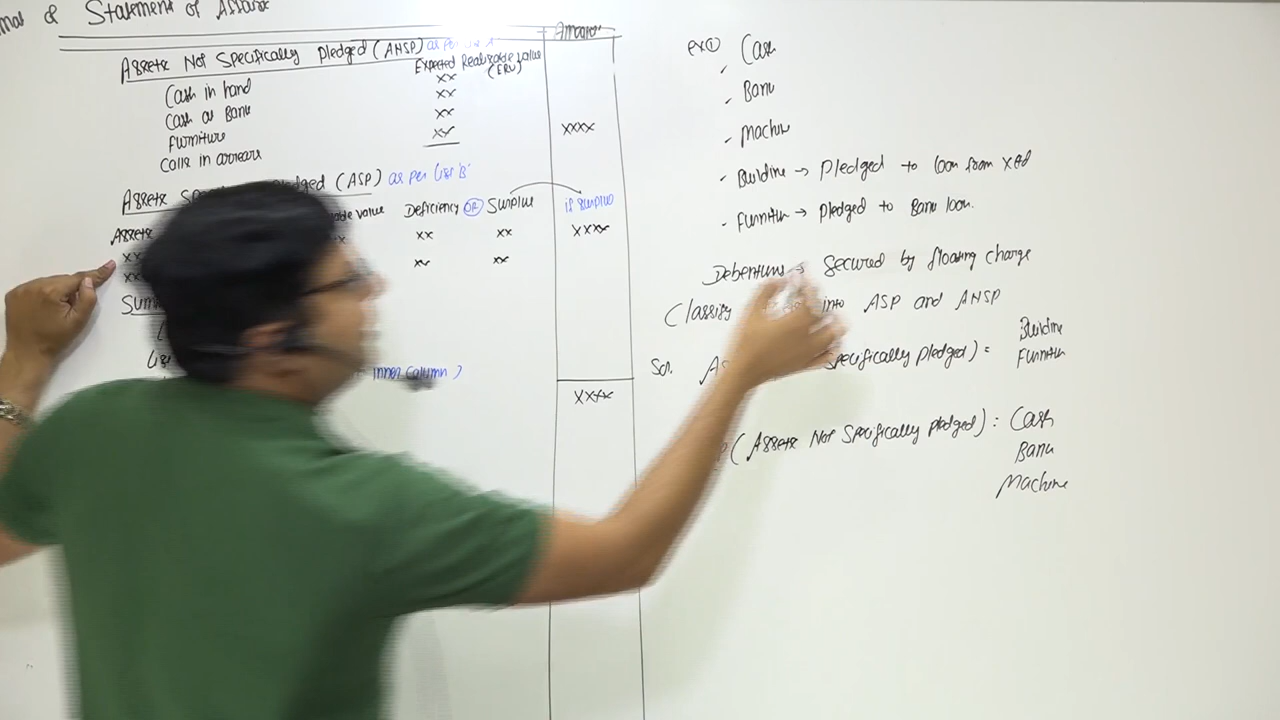 & Statement of Affairs
Amount
Assets Not Specifically Pledged (ANSP) as per List A
Expected Realizable value
(ERV)
Cash in hand xx
Cash at Bank xx
Furniture xx
Calls in arrears xx xxxx
Assets Pledged (ASP) as per List 'B'
Assets value Deficiency OR Surplus is surplus
xx xx xxxx
xx xx
inner column )
xxxx
ex① Cash
- Bank
- Machine
- Building → Pledged to loan from X Ltd
- Furniture → Pledged to Bank loan.
Debentures → Secured by floating charge
Classify into ASP and ANSP
Sol. Specifically Pledged) = Building
Furniture
(Assets Not Specifically Pledged) : Cash
Bank
Machine